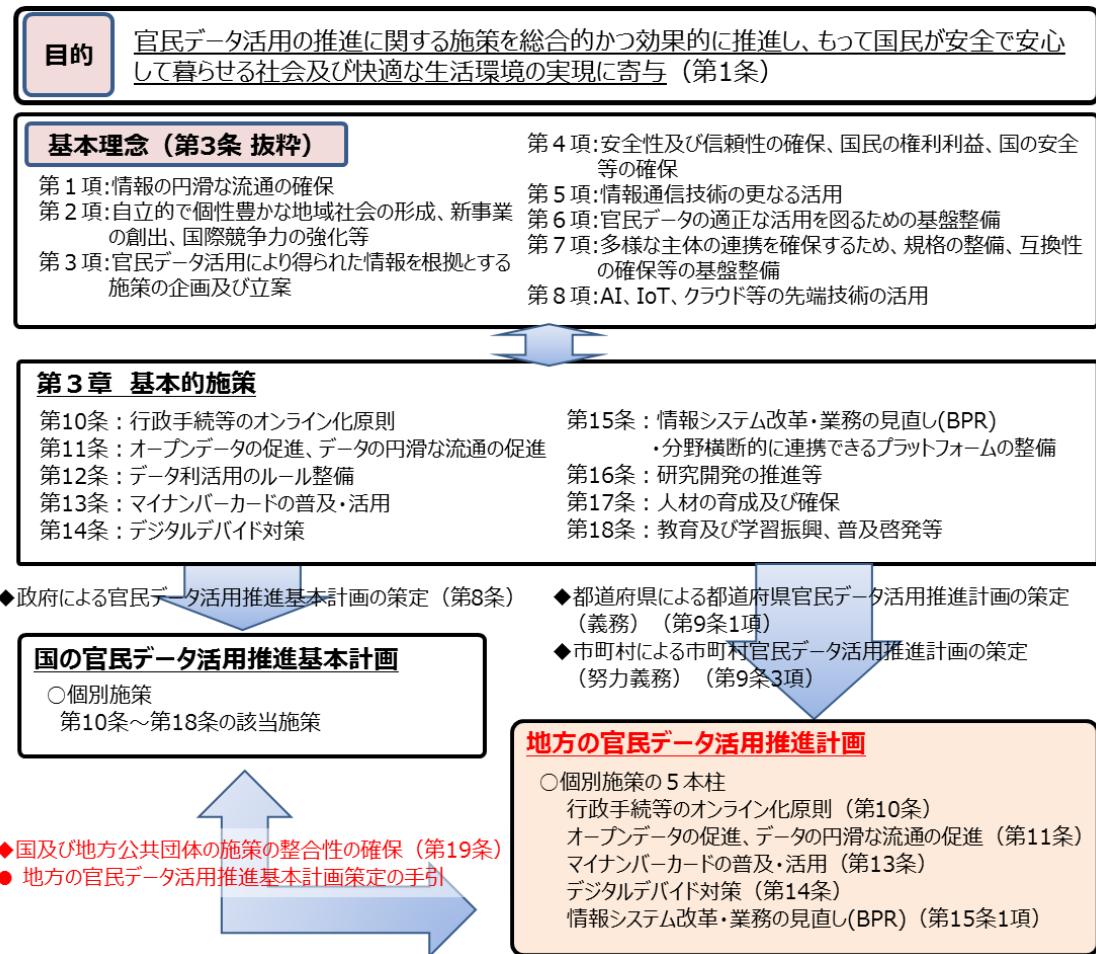 目的
官民データ活用の推進に関する施策を総合的かつ効果的に推進し、もって国民が安全で安心
して暮らせる社会及び快適な生活環境の実現に寄与（第1条）
基本理念（第3条 抜粋）
第１項:情報の円滑な流通の確保
第２項:自立的で個性豊かな地域社会の形成、新事業
の創出、国際競争力の強化等
第３項:官民データ活用により得られた情報を根拠とする
施策の企画及び立案
第４項:安全性及び信頼性の確保、国民の権利利益、国の安全
等の確保
第５項:情報通信技術の更なる活用
第６項:官民データの適正な活用を図るための基盤整備
第７項:多様な主体の連携を確保するため、規格の整備、互換性
の確保等の基盤整備
第８項:AI、IoT、クラウド等の先端技術の活用
第３章 基本的施策
第10条：行政手続等のオンライン化原則
第11条：オープンデータの促進、データの円滑な流通の促進
第12条：データ利活用のルール整備
第13条：マイナンバーカードの普及・活用
第14条：デジタルデバイド対策
第15条：情報システム改革・業務の見直し(BPR)
・分野横断的に連携できるプラットフォームの整備
第16条：研究開発の推進等
第17条：人材の育成及び確保
第18条：教育及び学習振興、普及啓発等
◆政府による官民データ活用推進基本計画の策定（第8条）
国の官民データ活用推進基本計画
○個別施策
第10条～第18条の該当施策
◆都道府県による都道府県官民データ活用推進計画の策定
（義務）（第9条1項）
◆市町村による市町村官民データ活用推進計画の策定
（努力義務）（第9条3項）
地方の官民データ活用推進計画
○個別施策の５本柱
行政手続等のオンライン化原則（第10条）
オープンデータの促進、データの円滑な流通の促進（第11条）
マイナンバーカードの普及・活用（第13条）
デジタルデバイド対策（第14条）
情報システム改革・業務の見直し(BPR)（第15条1項）
◆国及び地方公共団体の施策の整合性の確保（第19条）
● 地方の官民データ活用推進基本計画策定の手引